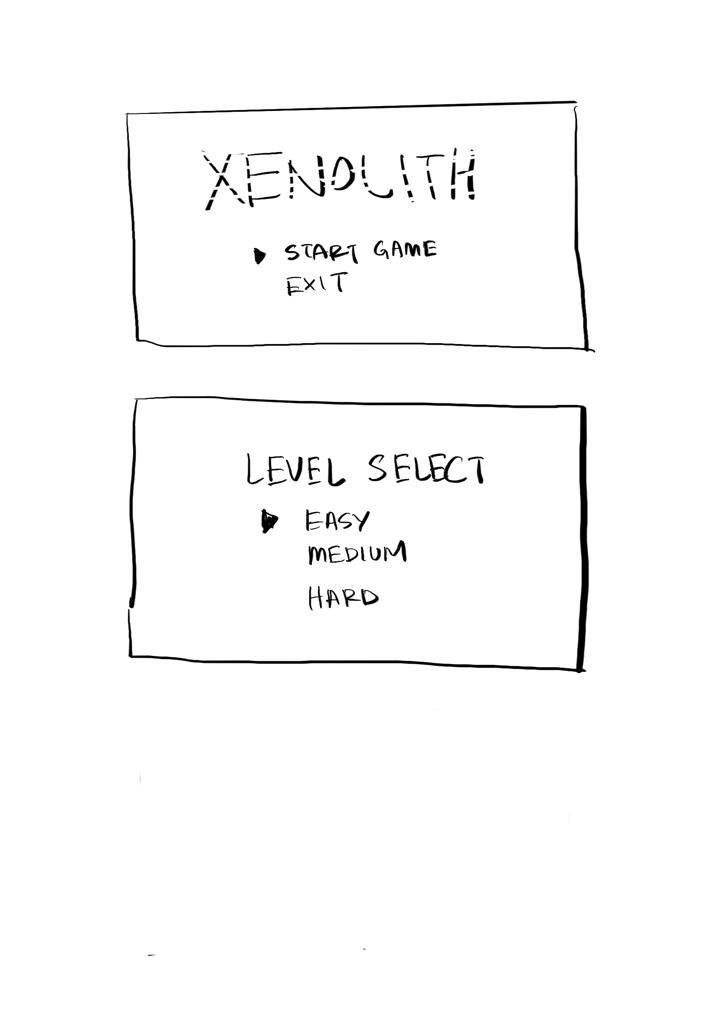 XENOLITH
START GAME
EXIT
LEVEL SELECT
EASY
MEDIUM
HARD